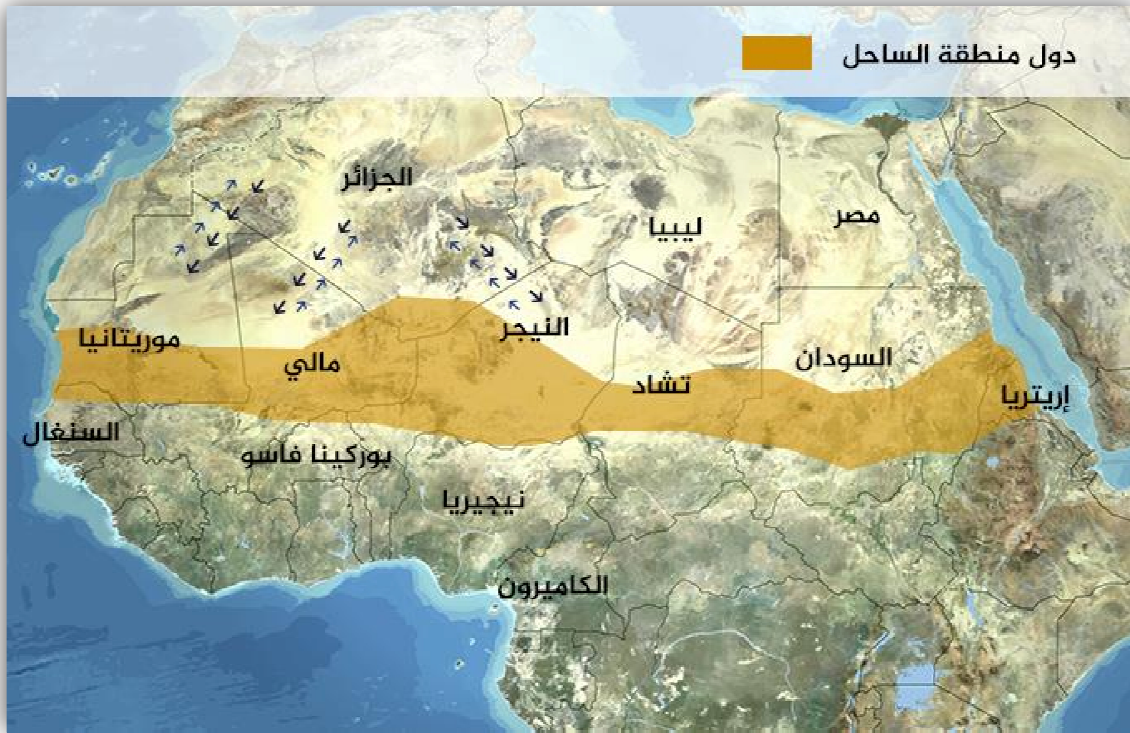 دول منطقة الساحل
الجزائر
ليبيا
مصر
موريتانيا
مالي
النيجر
تشاد
السودان
إريتريا
السنغال
بوركينا فاسو
نيجيريا
الكاميرون